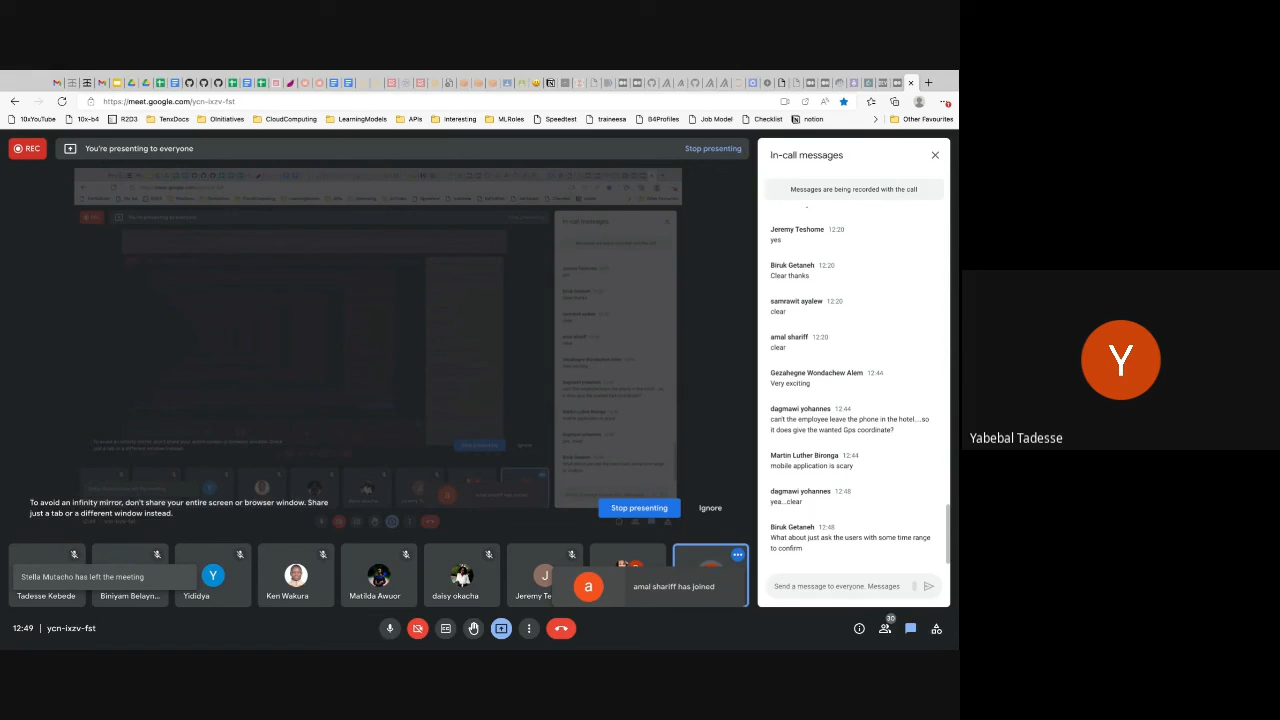 https://meet.google.com/ycn-ixzv-fst
10xYouTube
10x-b4
R2D3
TenxDocs
OInitiatives
CloudComputing
LearningModels
APIs
Interesting
MLRoles
Speedtest
traineesa
B4Profiles
Job Model
Checklist
notion
Other Favourites
REC
You're presenting to everyone
Stop presenting
In-call messages
Messages are being recorded with the call
Jeremy Teshome 12:20
yes
Biruk Getaneh 12:20
Clear thanks
samrawit ayalew 12:20
clear
amal shariff 12:20
clear
Gezahegne Wondachew Alem 12:44
Very exciting
dagmawi yohannes 12:44
can't the employee leave the phone in the hotel....so
it does give the wanted Gps coordinate?
Martin Luther Bironga 12:44
mobile application is scary
dagmawi yohannes 12:48
yea...clear
Biruk Getaneh 12:48
What about just ask the users with some time range
to confirm
Send a message to everyone. Messages
To avoid an infinity mirror, don't share your entire screen or browser window. Share
just a tab or a different window instead.
Stop presenting
Ignore
Stella Mutacho has left the meeting
Y
J
a
amal shariff has joined
Tadesse Kebede
Biniyam Belayn...
Yididya
Ken Wakura
Matilda Awuor
daisy okacha
Jeremy Te
12:49 | ycn-ixzv-fst
30
Y
Yabebal Tadesse